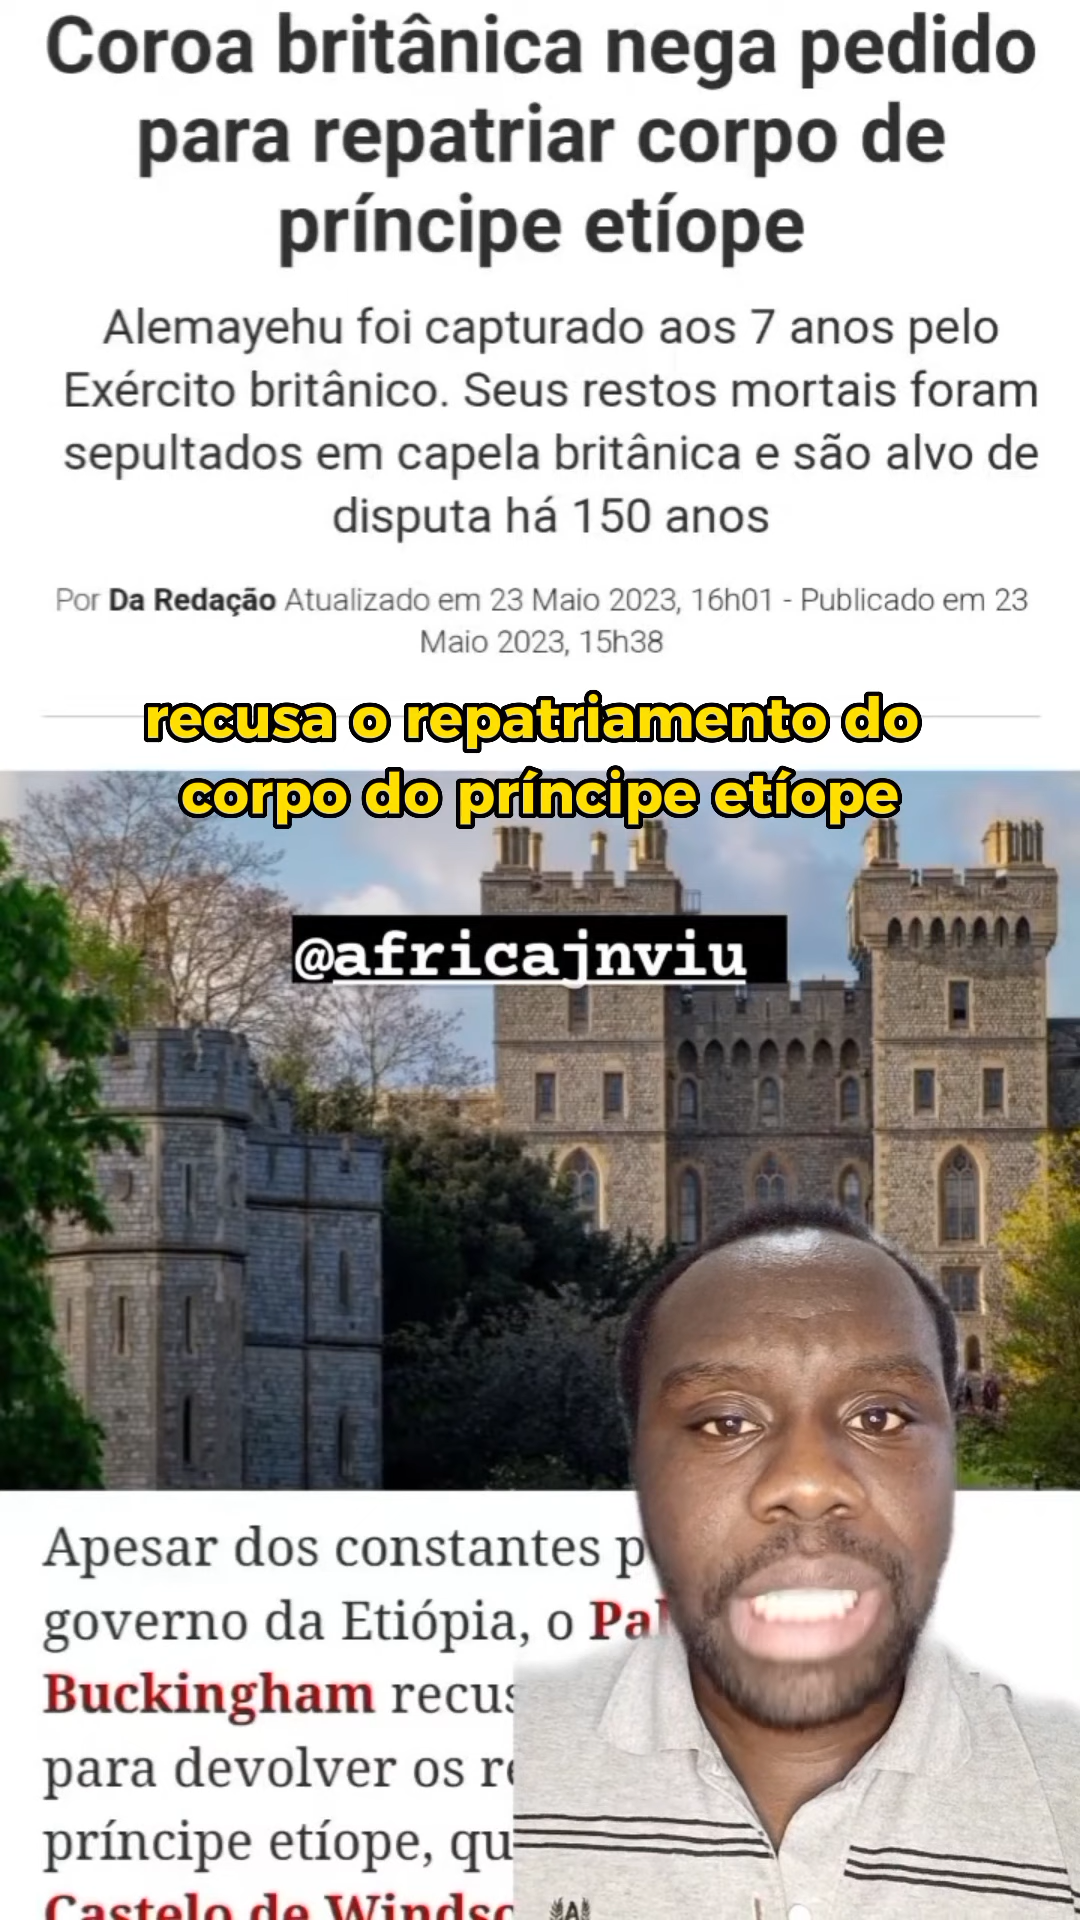 Coroa britânica nega pedido
para repatriar corpo de
príncipe etíope
Alemayehu foi capturado aos 7 anos pelo
Exército britânico. Seus restos mortais foram
sepultados em capela britânica e são alvo de
disputa há 150 anos
Por Da Redação Atualizado em 23 Maio 2023, 16h01 - Publicado em 23
Maio 2023, 15h38
recusa o repatriamento do
corpo do príncipe etíope
@africajnviu
Apesar dos constantes
governo da Etiópia, o
Buckingham
para devolver os
príncipe etíope,
Castelo de